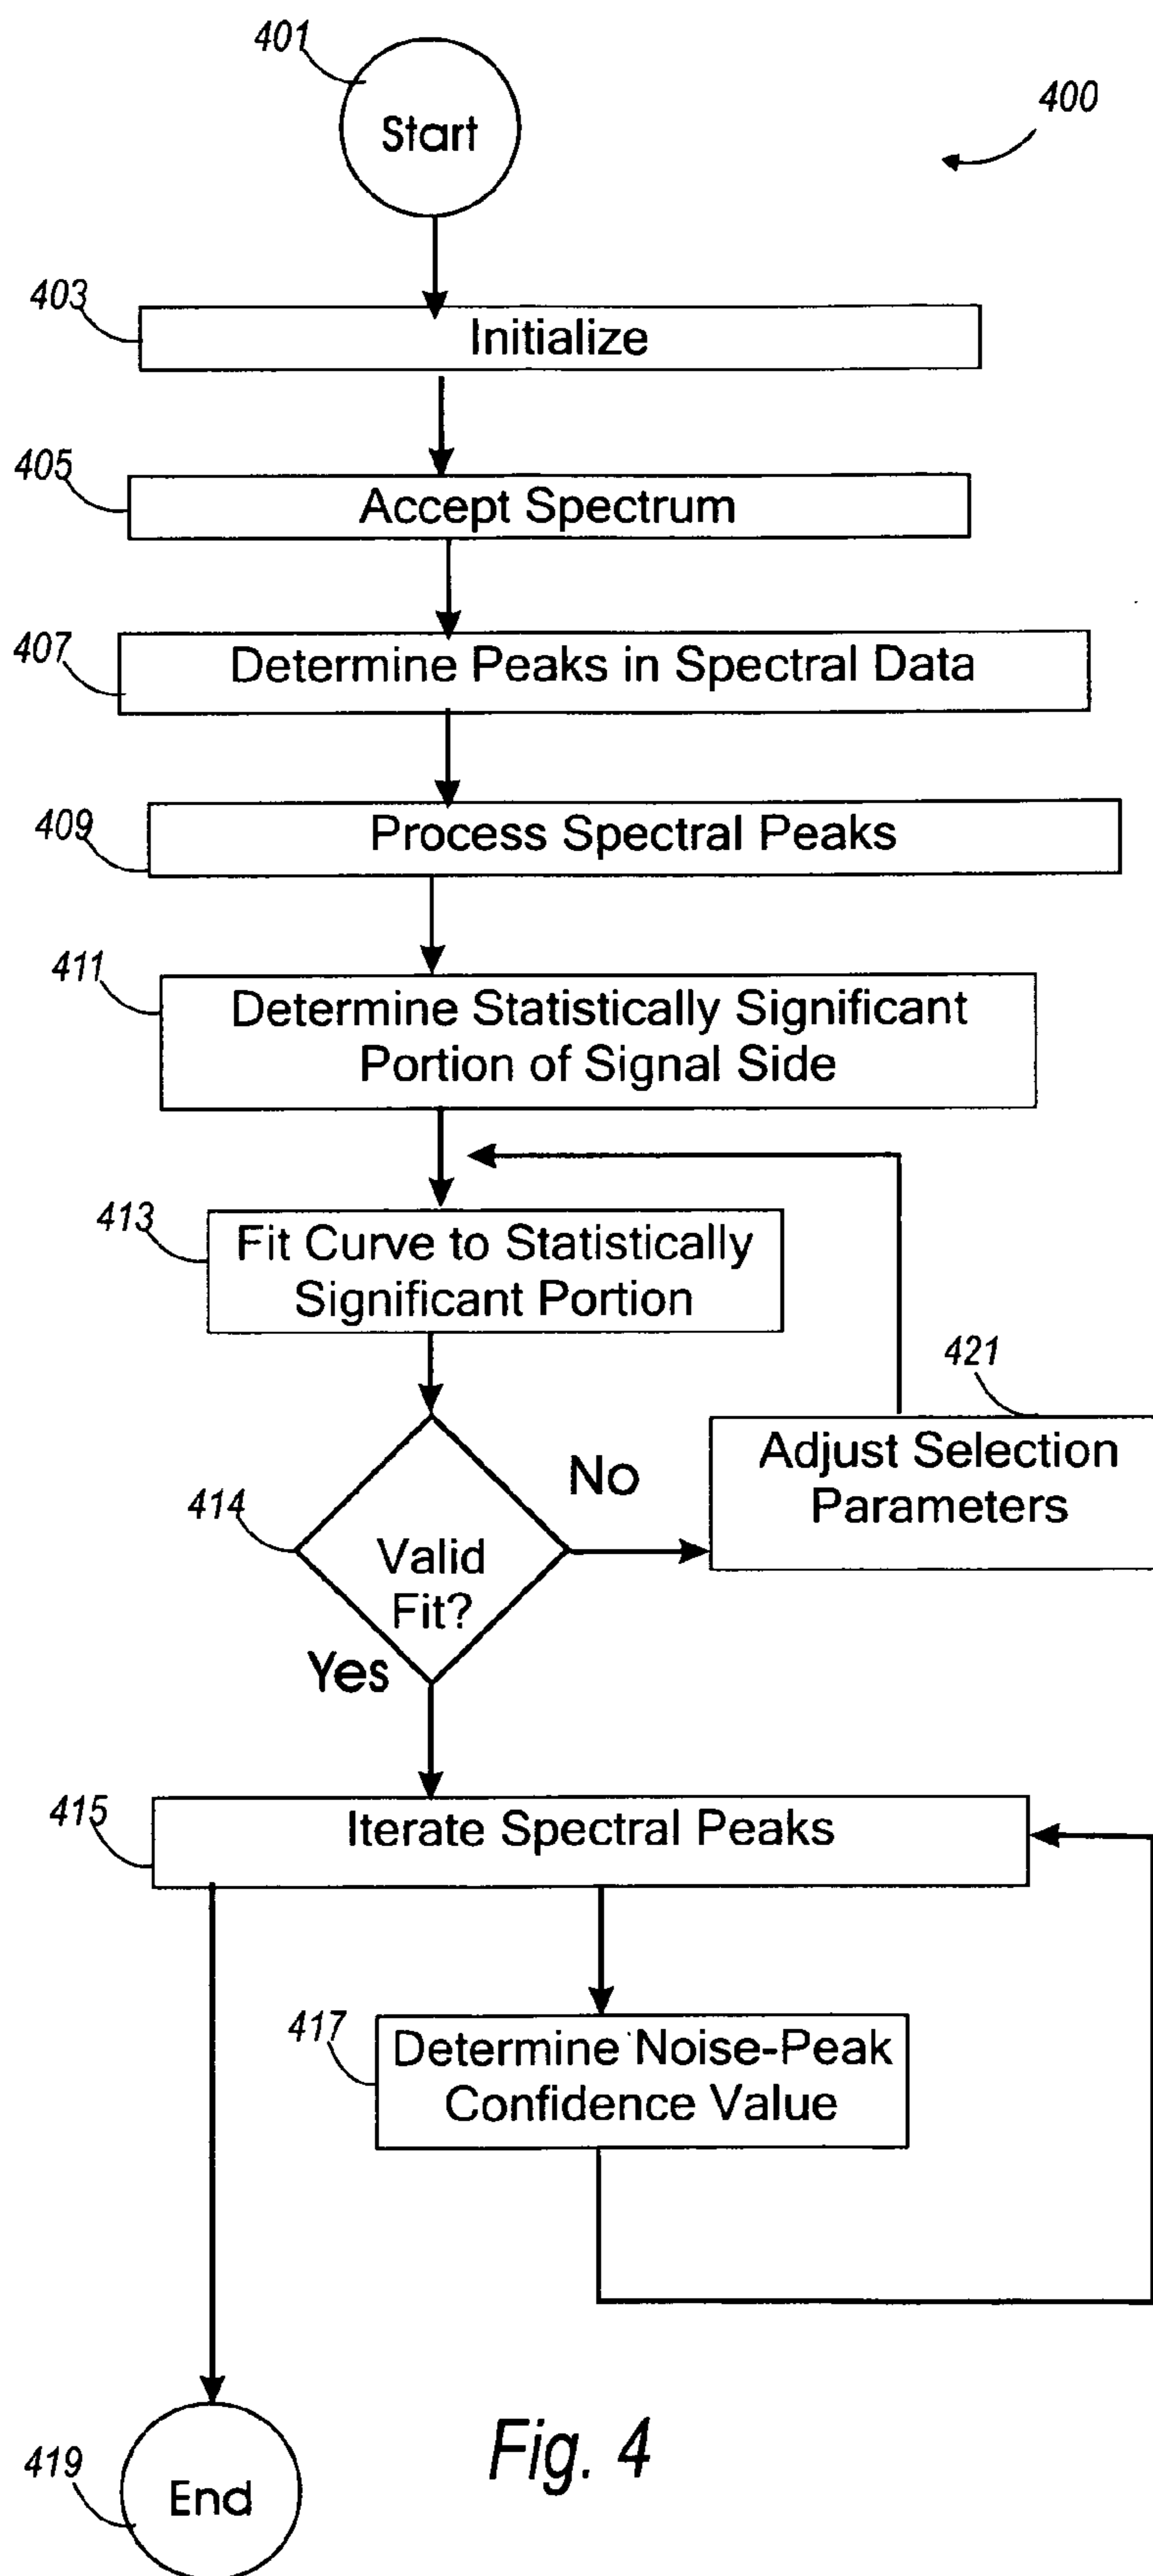 401
Start
400
403
Initialize
405
Accept Spectrum
407
Determine Peaks in Spectral Data
409
Process Spectral Peaks
411
Determine Statistically Significant
Portion of Signal Side
413
Fit Curve to Statistically
Significant Portion
421
Adjust Selection
Parameters
No
414
Valid
Fit?
Yes
415
Iterate Spectral Peaks
417
Determine Noise-Peak
Confidence Value
419
End
Fig. 4